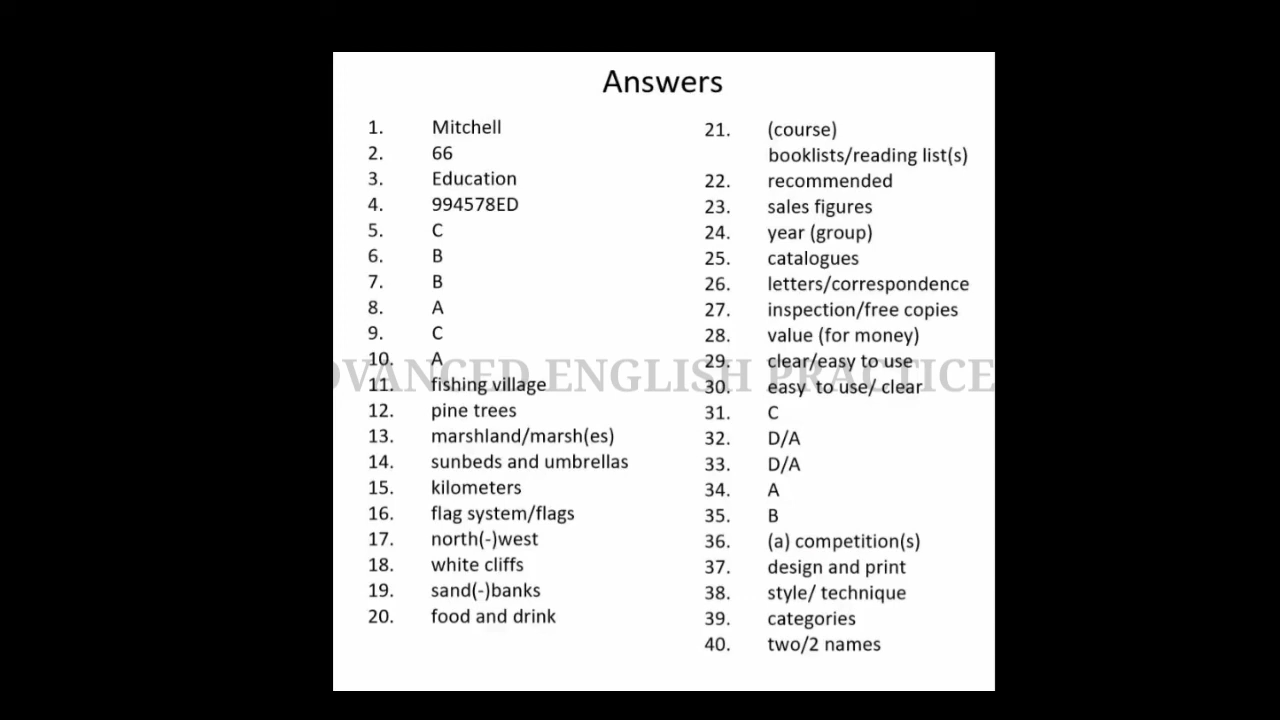 Answers
1. Mitchell
2. 66
3. Education
4. 994578ED
5. C
6. B
7. B
8. A
9. C
10. A
11. fishing village
12. pine trees
13. marshland/marsh(es)
14. sunbeds and umbrellas
15. kilometers
16. flag system/flags
17. north(-)west
18. white cliffs
19. sand(-)banks
20. food and drink
21. (course)
booklists/reading list(s)
22. recommended
23. sales figures
24. year (group)
25. catalogues
26. letters/correspondence
27. inspection/free copies
28. value (for money)
29. clear/easy to use
30. easy to use/ clear
31. C
32. D/A
33. D/A
34. A
35. B
36. (a) competition(s)
37. design and print
38. style/ technique
39. categories
40. two/2 names
DVANCED ENGLISH PRACTICE